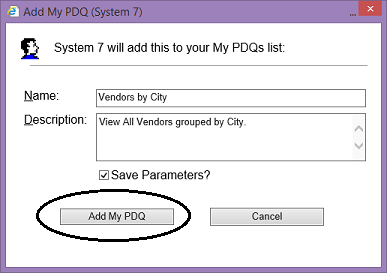 Add My PDQ (System 7)
System 7 will add this to your My PDQs list:
Name: Vendors by City
Description: View All Vendors grouped by City.
Save Parameters?
Add My PDQ Cancel